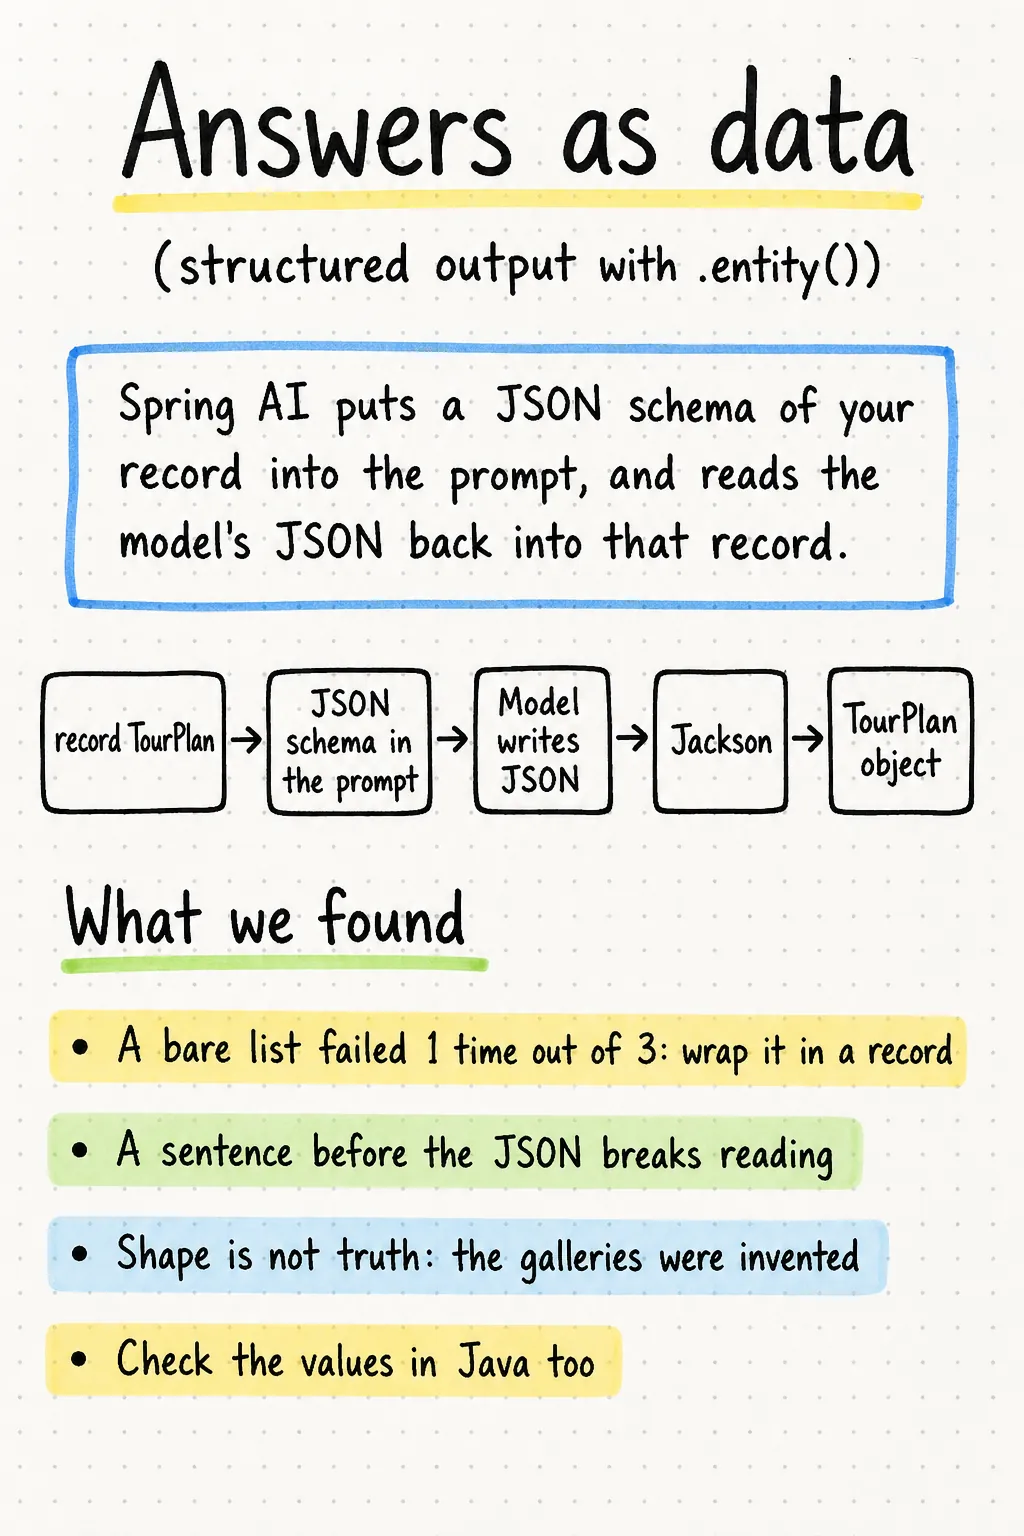 Answers as data
(structured output with .entity())
Spring AI puts a JSON schema of your
record into the prompt, and reads the
model's JSON back into that record.
record TourPlan
JSON
schema in
the prompt
Model
writes
JSON
Jackson
TourPlan
object
What we found
• A bare list failed 1 time out of 3: wrap it in a record
• A sentence before the JSON breaks reading
• Shape is not truth: the galleries were invented
• Check the values in Java too